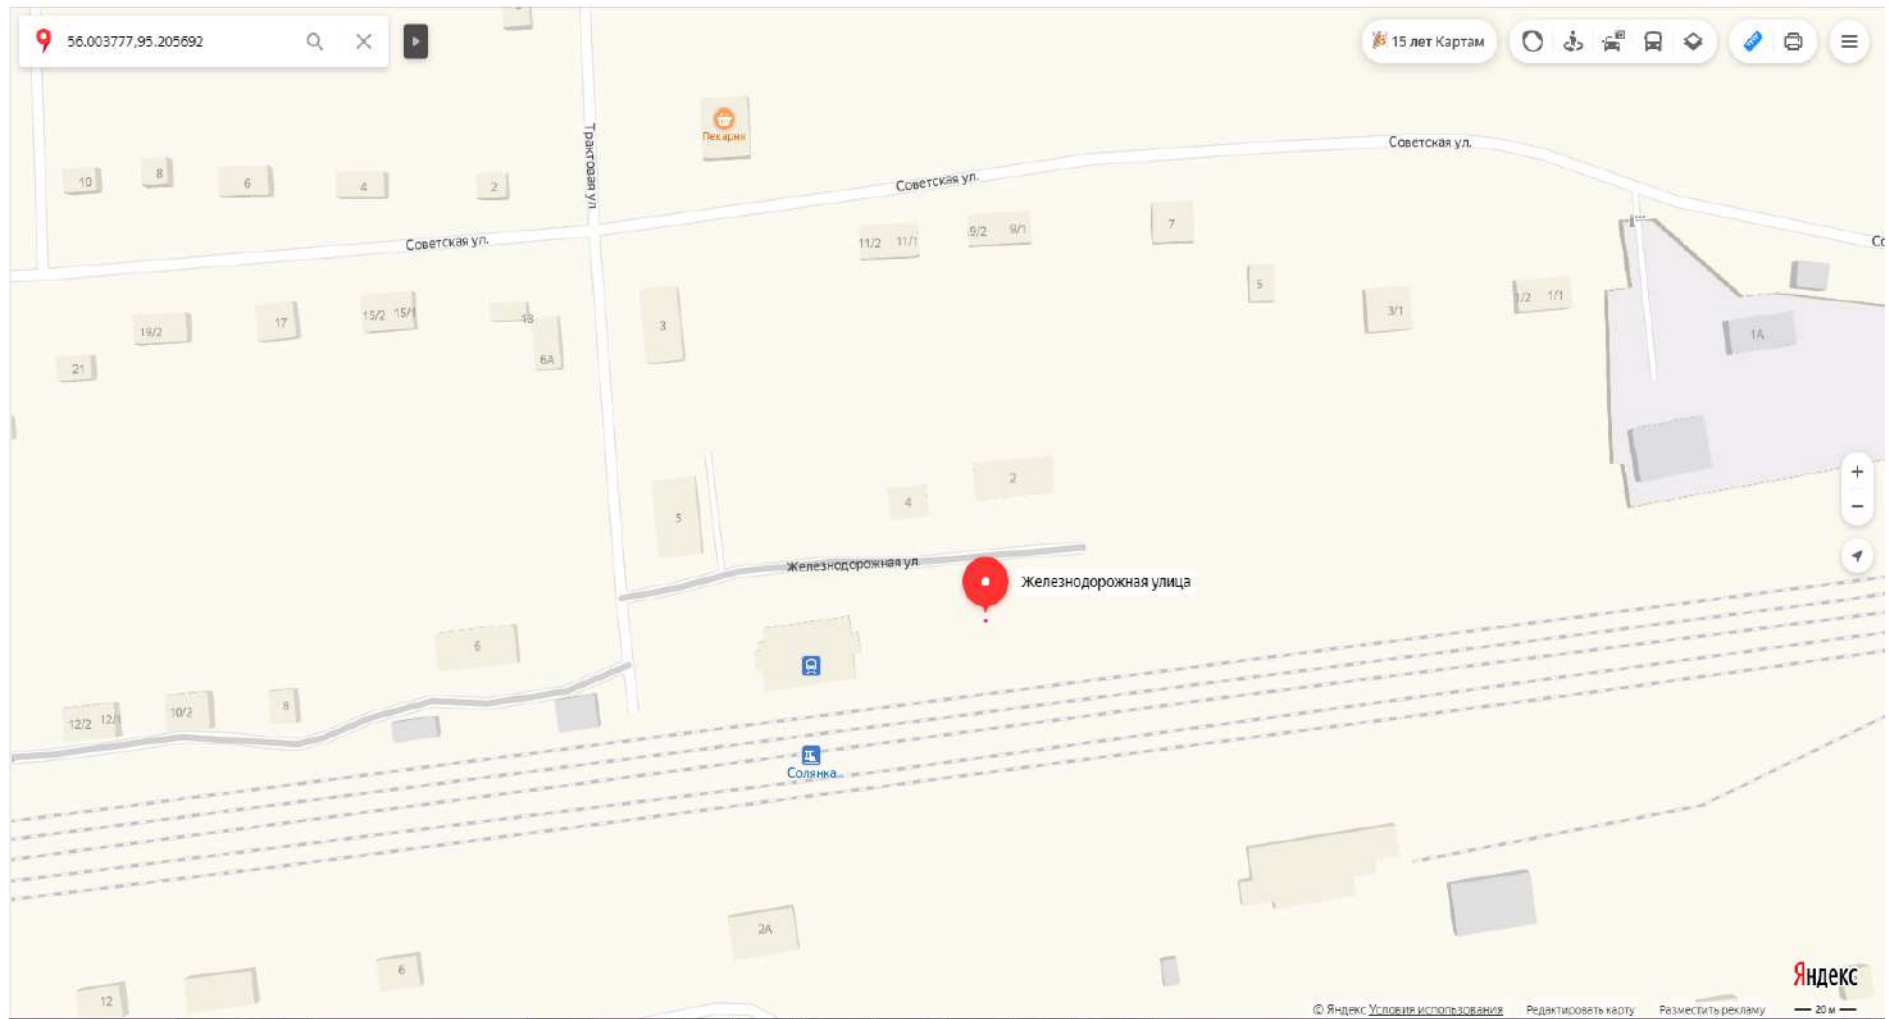 56.003777,95.205692
15 лет Картам
Пекарня
Трактовая ул.
Советская ул.
Советская ул.
Советская ул.
10
8
6
4
2
11/2 11/1
9/2 9/1
7
5
3/1
1/2 1/1
1А
19/2
17
15/2 15/1
13
6А
3
21
5
4
2
Железнодорожная ул.
Железнодорожная улица
6
12/2 12/1
10/2
8
Солянка
2А
6
12
Яндекс
© Яндекс Условия использования
Редактировать карту
Разместить рекламу
20 м